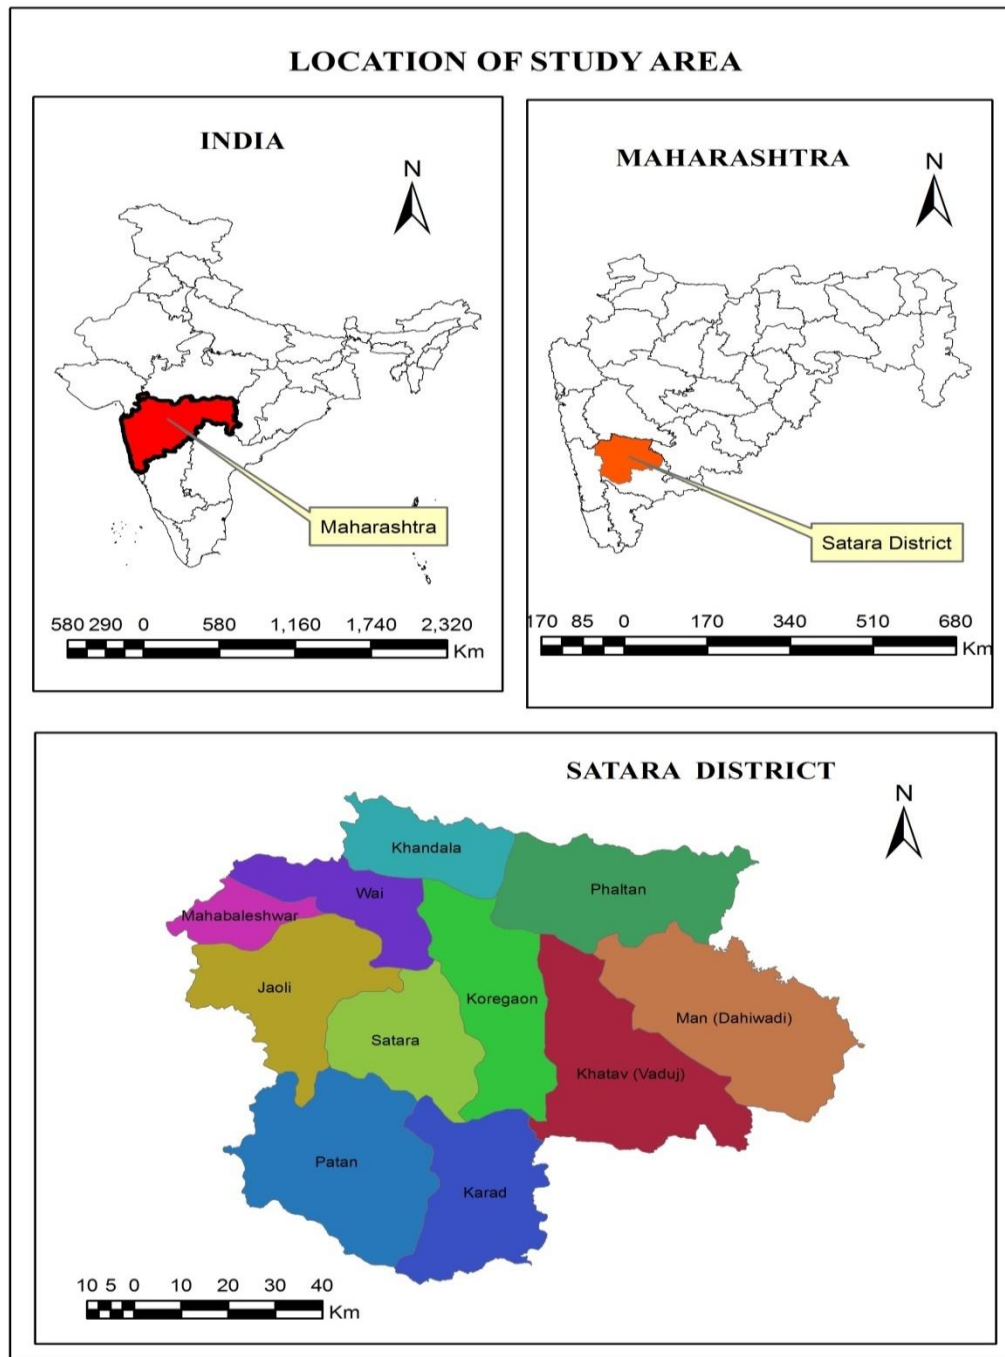 LOCATION OF STUDY AREA
INDIA
N
Maharashtra
580 290 0 580 1,160 1,740 2,320
Km
MAHARASHTRA
N
Satara District
170 85 0 170 340 510 680
Km
SATARA DISTRICT
N
Khandala
Wai
Phaltan
Mahabaleshwar
Jaoli
Koregaon
Satara
Man (Dahiwadi)
Khatav (Vaduj)
Patan
Karad
10 5 0 10 20 30 40
Km